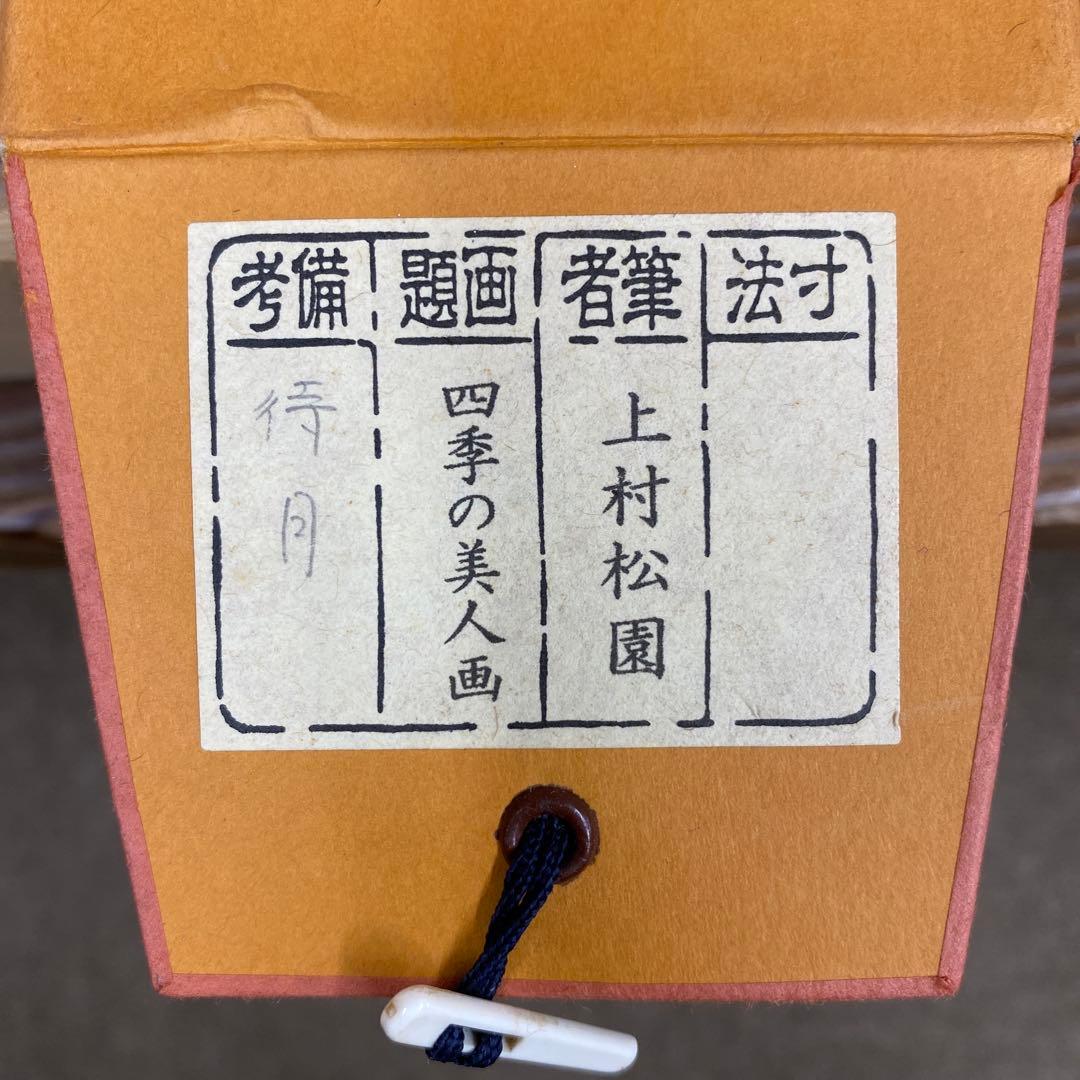 寸法
筆者
上村松園
画題
四季の美人画
備考
待月